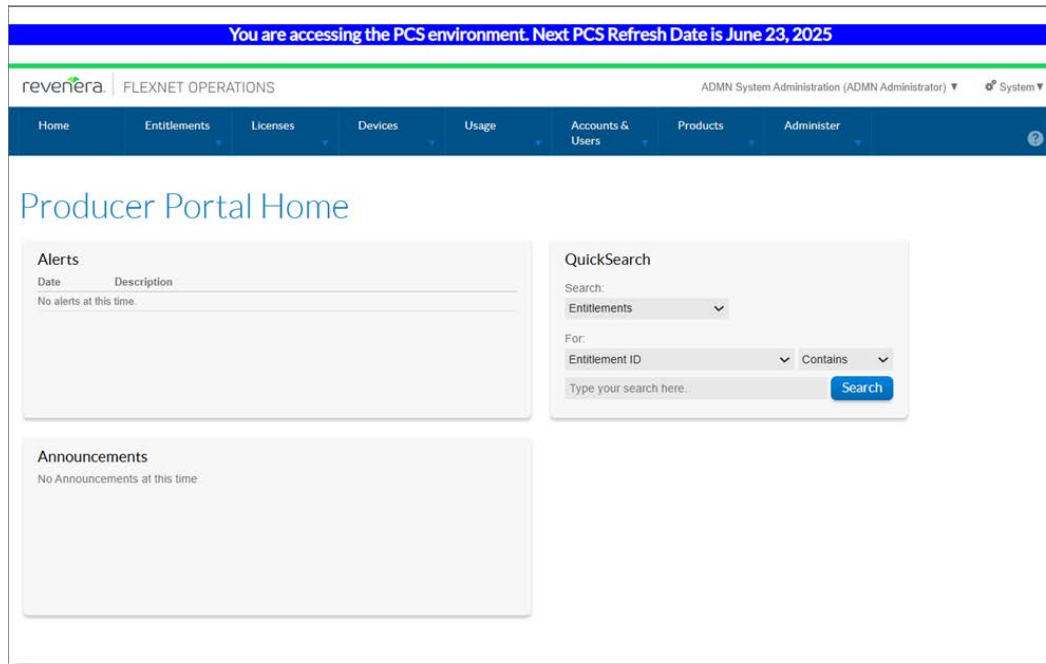 You are accessing the PCS environment. Next PCS Refresh Date is June 23, 2025
revenera. FLEXNET OPERATIONS
ADMN System Administration (ADMN Administrator) ▼ System ▼
Home Entitlements Licenses Devices Usage Accounts & Users Products Administer ?
Producer Portal Home
Alerts
Date Description
No alerts at this time.
QuickSearch
Search:
Entitlements
For:
Entitlement ID Contains
Type your search here. Search
Announcements
No Announcements at this time